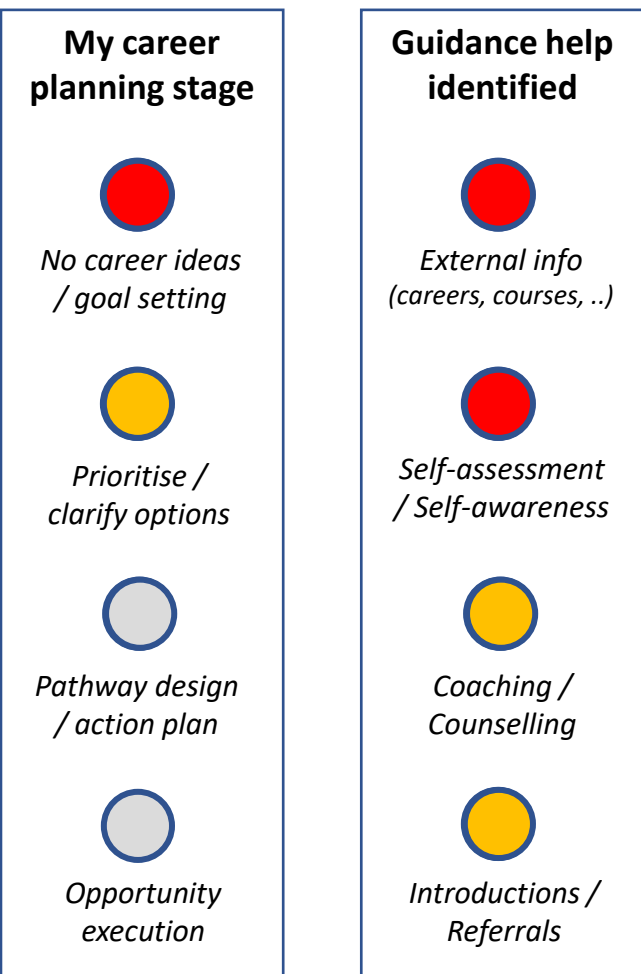 My career
planning stage
No career ideas
/ goal setting
Prioritise /
clarify options
Pathway design
/ action plan
Opportunity
execution
Guidance help
identified
External info
(careers, courses, ..)
Self-assessment
/ Self-awareness
Coaching /
Counselling
Introductions /
Referrals